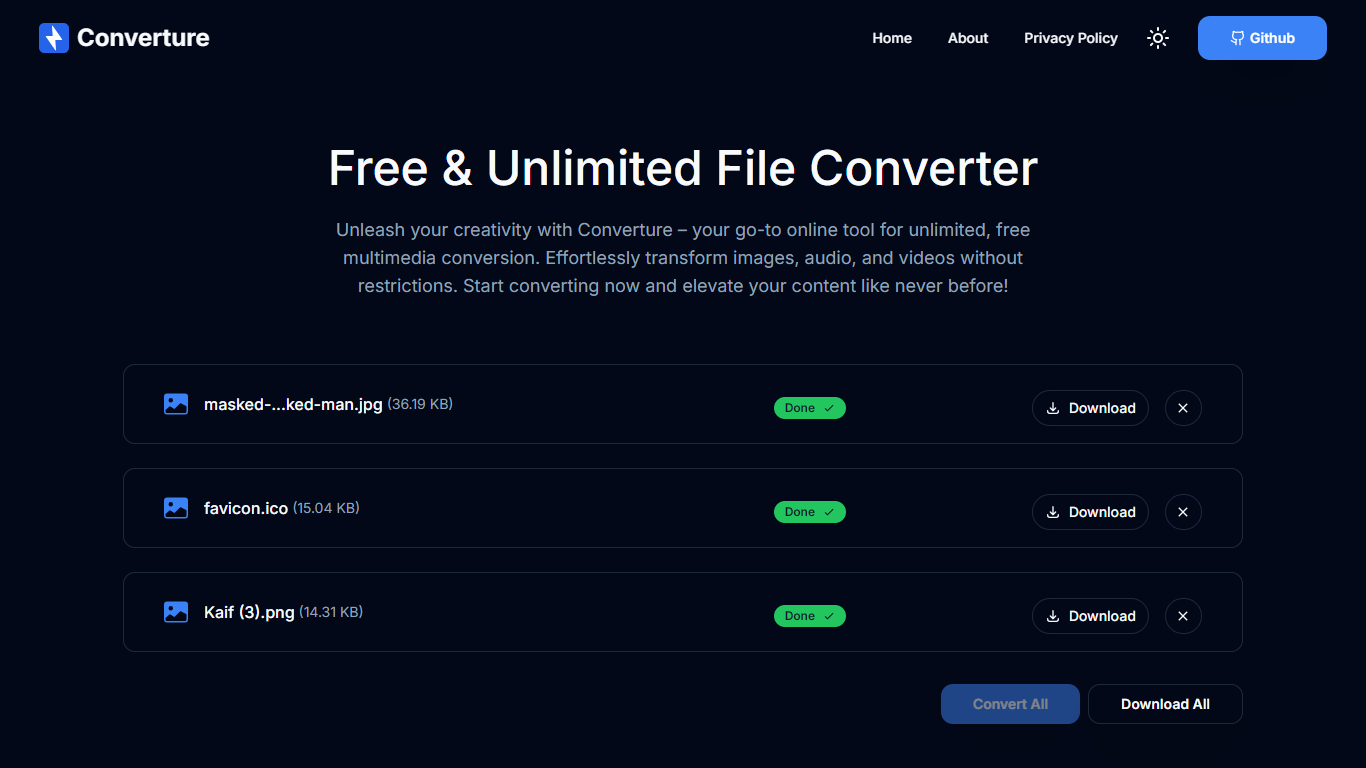 Converture
Home
About
Privacy Policy
Github
Free & Unlimited File Converter
Unleash your creativity with Converture – your go-to online tool for unlimited, free
multimedia conversion. Effortlessly transform images, audio, and videos without
restrictions. Start converting now and elevate your content like never before!
masked-...ked-man.jpg (36.19 KB)
Done
Download
favicon.ico (15.04 KB)
Done
Download
Kaif (3).png (14.31 KB)
Done
Download
Convert All
Download All